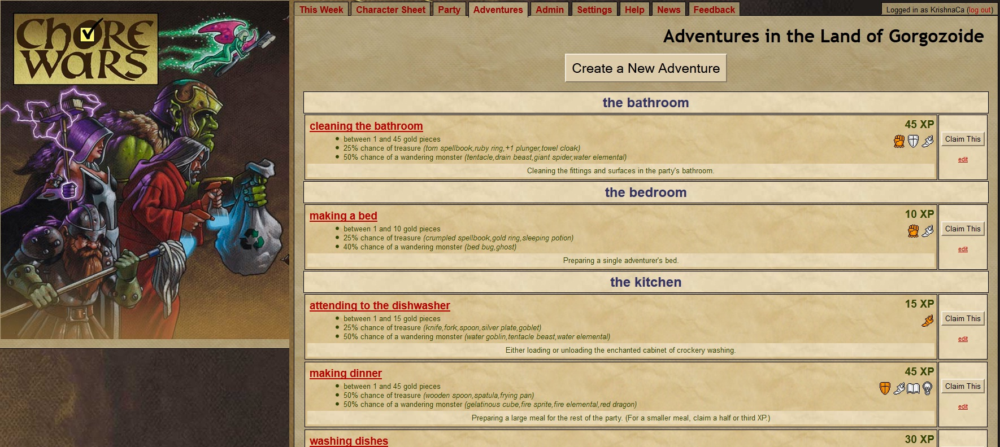 CHORE
WARS
This Week
Character Sheet
Party
Adventures
Admin
Settings
Help
News
Feedback
Logged in as KrishnaCa (log out)
Adventures in the Land of Gorgozoide
Create a New Adventure
the bathroom
cleaning the bathroom
45 XP
between 1 and 45 gold pieces
25% chance of treasure (torn spellbook,ruby ring,+1 plunger,towel cloak)
50% chance of a wandering monster (tentacle,drain beast,giant spider,water elemental)
Cleaning the fittings and surfaces in the party's bathroom.
Claim This
edit
the bedroom
making a bed
10 XP
between 1 and 10 gold pieces
25% chance of treasure (crumpled spellbook,gold ring,sleeping potion)
40% chance of a wandering monster (bed bug,ghost)
Preparing a single adventurer's bed.
Claim This
edit
the kitchen
attending to the dishwasher
15 XP
between 1 and 15 gold pieces
25% chance of treasure (knife,fork,spoon,silver plate,goblet)
50% chance of a wandering monster (water goblin,tentacle beast,water elemental)
Either loading or unloading the enchanted cabinet of crockery washing.
Claim This
edit
making dinner
45 XP
between 1 and 45 gold pieces
50% chance of treasure (wooden spoon,spatula,frying pan)
50% chance of a wandering monster (gelatinous cube,fire sprite,fire elemental,red dragon)
Preparing a large meal for the rest of the party. (For a smaller meal, claim a half or third XP.)
Claim This
edit
washing dishes
30 XP